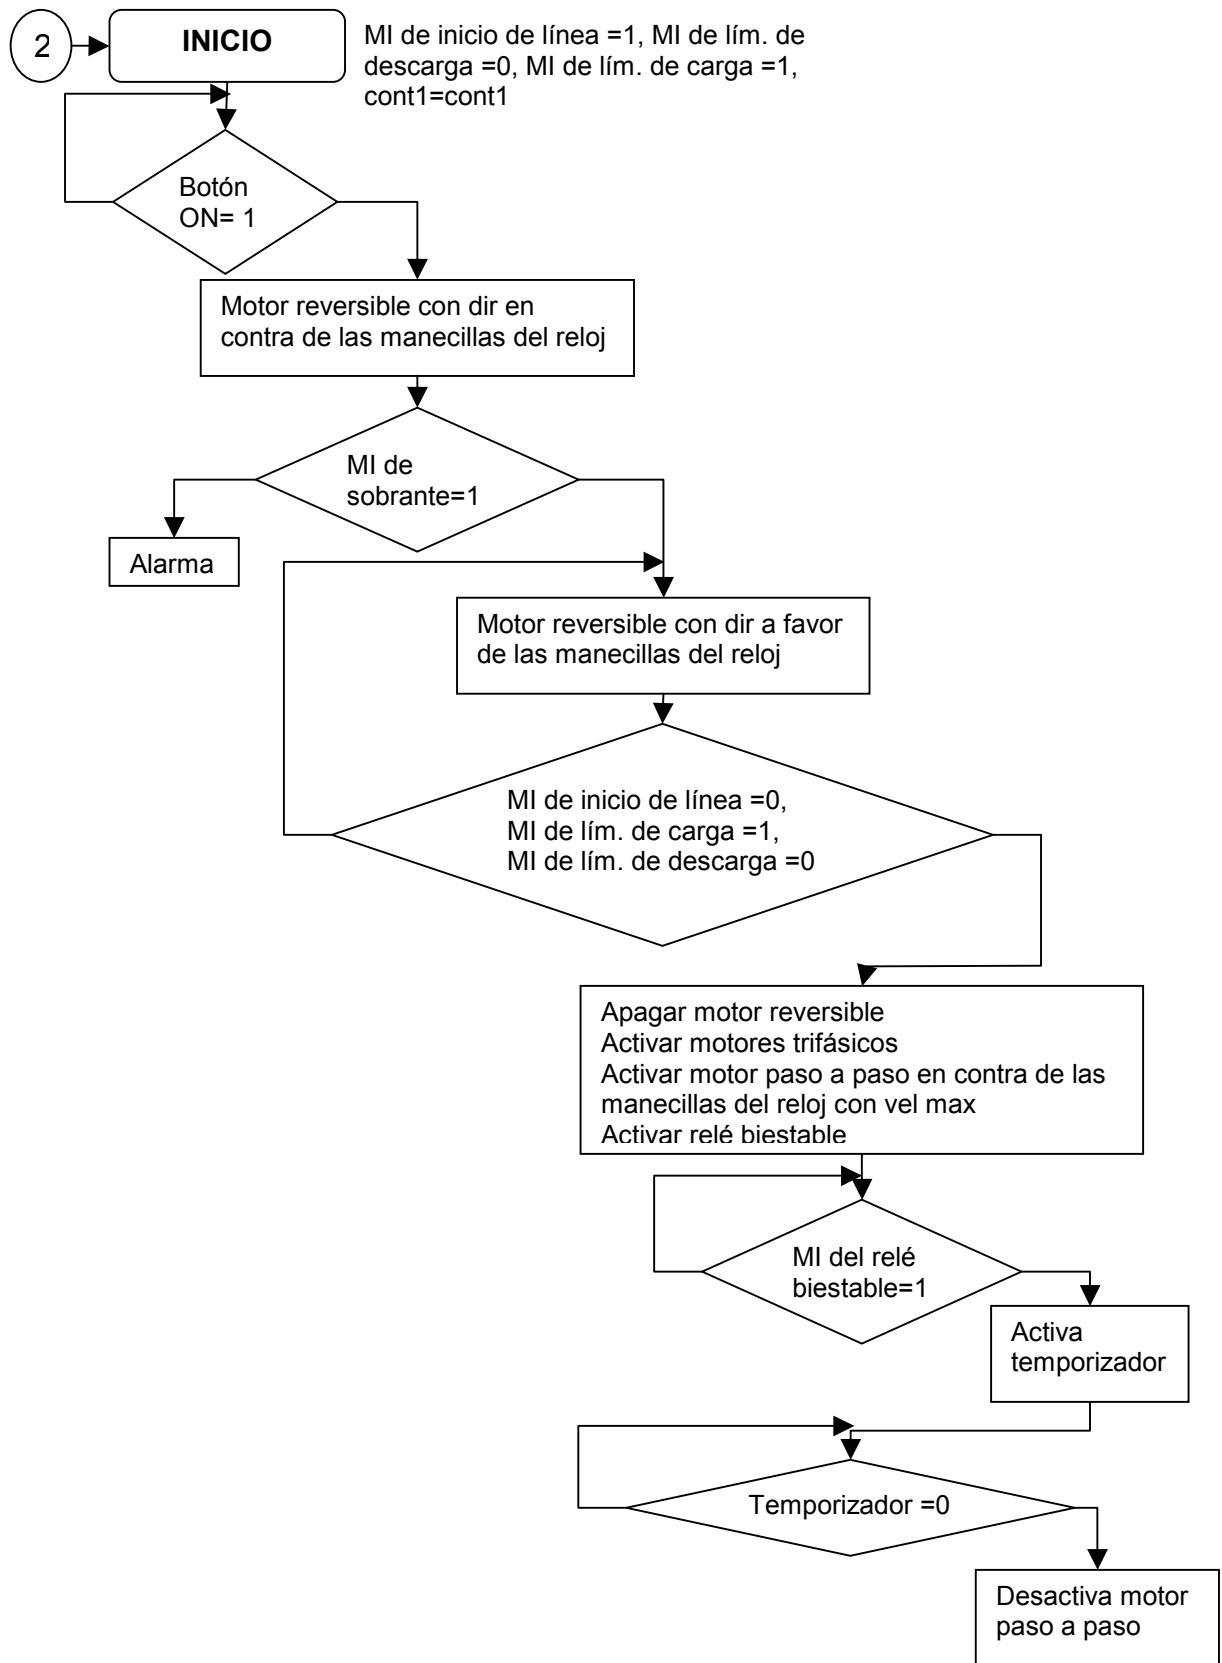 2
INICIO
MI de inicio de línea =1, MI de lím. de
descarga =0, MI de lím. de carga =1,
cont1=cont1
Botón
ON= 1
Motor reversible con dir en
contra de las manecillas del reloj
MI de
sobrante=1
Alarma
Motor reversible con dir a favor
de las manecillas del reloj
MI de inicio de línea =0,
MI de lím. de carga =1,
MI de lím. de descarga =0
Apagar motor reversible
Activar motores trifásicos
Activar motor paso a paso en contra de las
manecillas del reloj con vel max
Activar relé biestable
MI del relé
biestable=1
Activa
temporizador
Temporizador =0
Desactiva motor
paso a paso